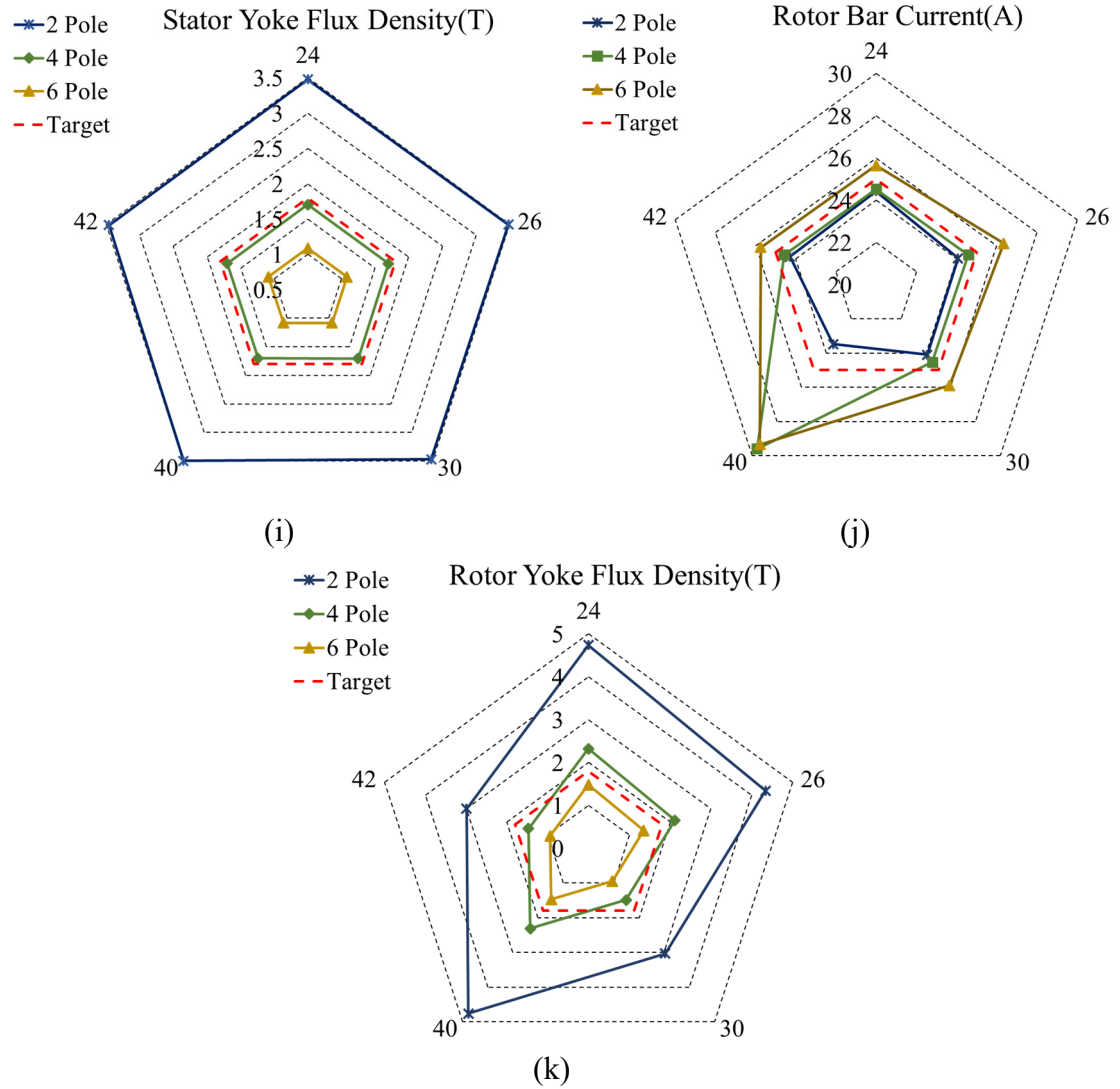 Stator Yoke Flux Density(T)
2 Pole
4 Pole
6 Pole
Target
24
26
30
40
42
3.5
3
2.5
2
1.5
1
0.5
(i)
Rotor Bar Current(A)
2 Pole
4 Pole
6 Pole
Target
24
26
30
40
42
30
28
26
24
22
20
(j)
Rotor Yoke Flux Density(T)
2 Pole
4 Pole
6 Pole
Target
24
26
30
40
42
5
4
3
2
1
0
(k)